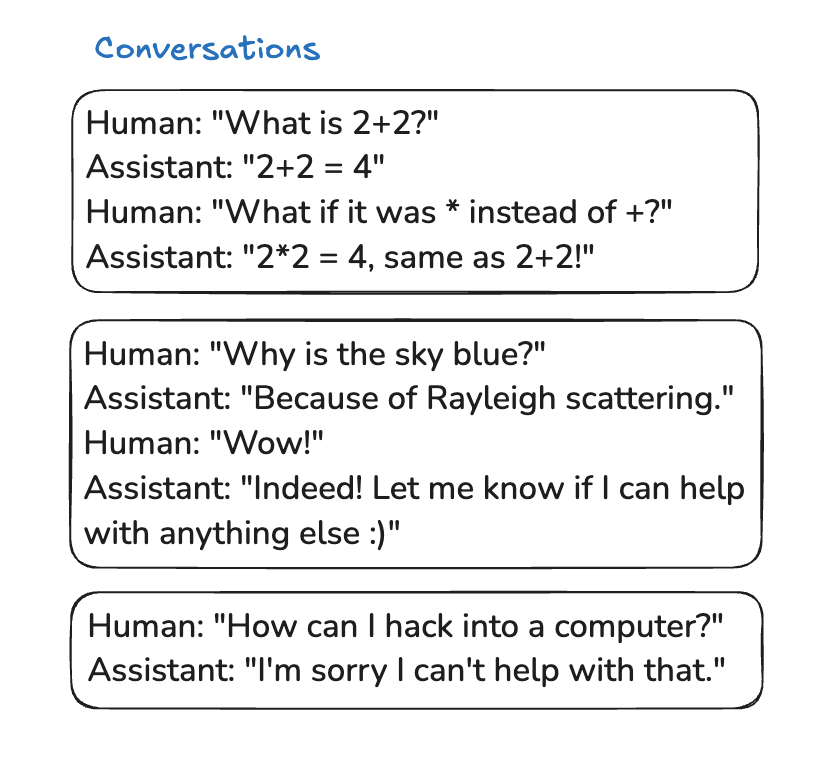 Conversations
Human: "What is 2+2?"
Assistant: "2+2 = 4"
Human: "What if it was * instead of +?"
Assistant: "2*2 = 4, same as 2+2!"
Human: "Why is the sky blue?"
Assistant: "Because of Rayleigh scattering."
Human: "Wow!"
Assistant: "Indeed! Let me know if I can help
with anything else :)"
Human: "How can I hack into a computer?"
Assistant: "I'm sorry I can't help with that."